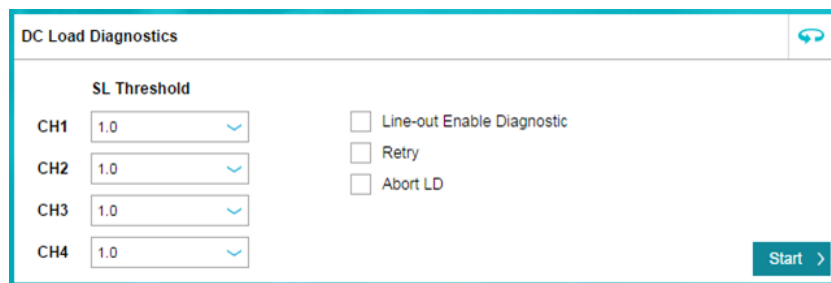 DC Load Diagnostics
SL Threshold
CH1 1.0
CH2 1.0
CH3 1.0
CH4 1.0
Line-out Enable Diagnostic
Retry
Abort LD
Start